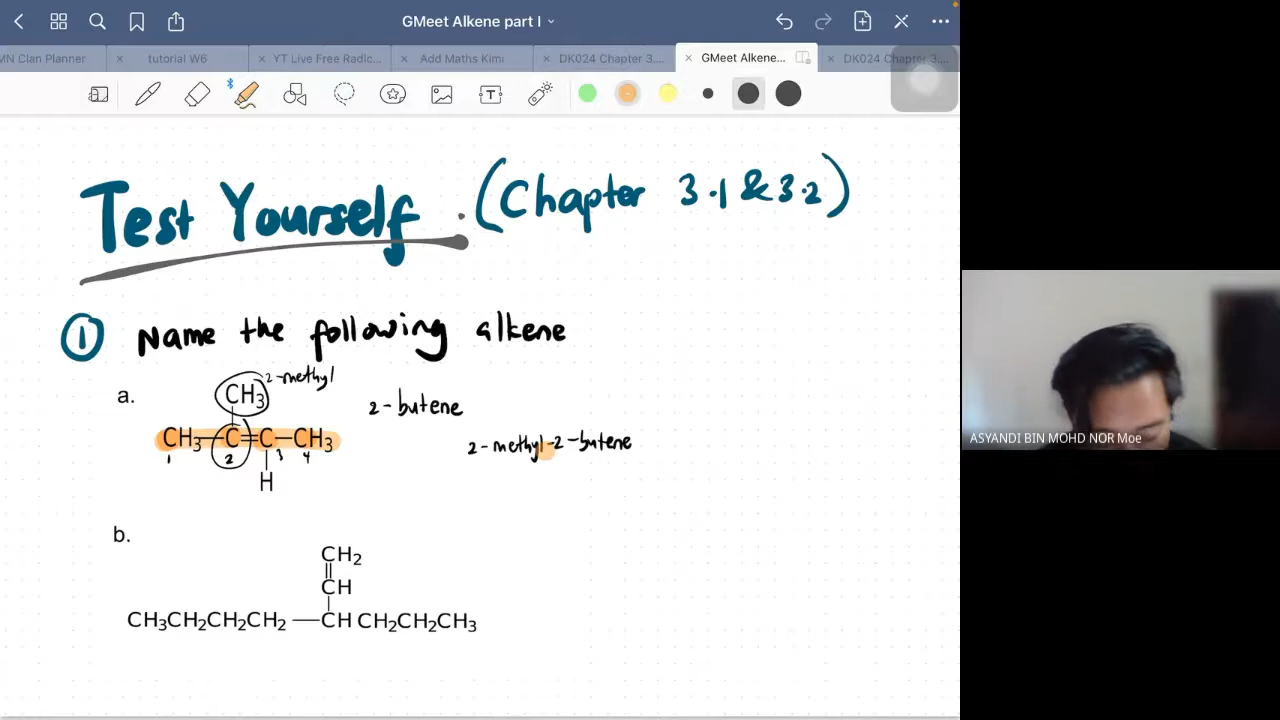 GMeet Alkene part I
MN Clan Planner
tutorial W6
YT Live Free Radic...
Add Maths Kim
DK024 Chapter 3....
GMeet Alkene...
DK024 Chapter 3....
Test Yourself (Chapter 3.1 & 3.2)
1 Name the following alkene
a.
CH3 2-methyl
2-butene
CH3—C=C—CH3
2-methyl-2-butene
1 2 3 4
H
b.
CH2
CH
CH3CH2CH2CH2 —CH CH2CH2CH3
ASYANDI BIN MOHD NOR Moe